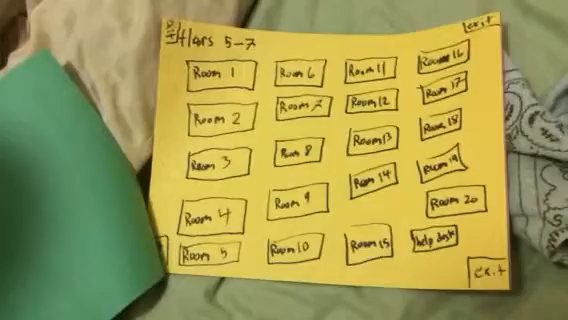 exit
exit
Flars 5-7
Room 1
Room 6
Room 11
Room 16
Room 2
Room 7
Room 12
Room 17
Room 3
Room 8
Room 13
Room 18
Room 4
Room 9
Room 14
Room 19
Room 5
Room 10
Room 15
Room 20
help desk
exit